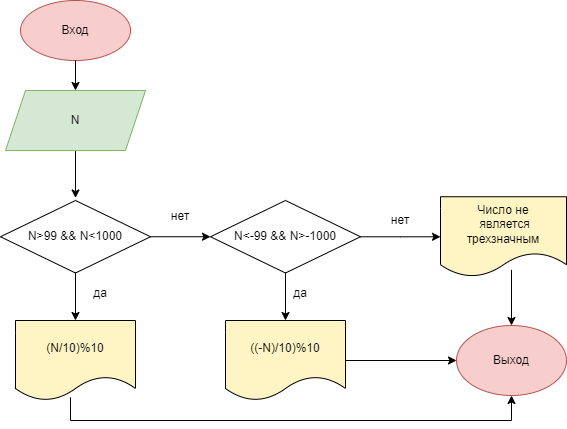 Вход
N
N>99 && N<1000
нет
N<-99 && N>-1000
нет
Число не
является
трехзначным
да
да
(N/10)%10
((-N)/10)%10
Выход